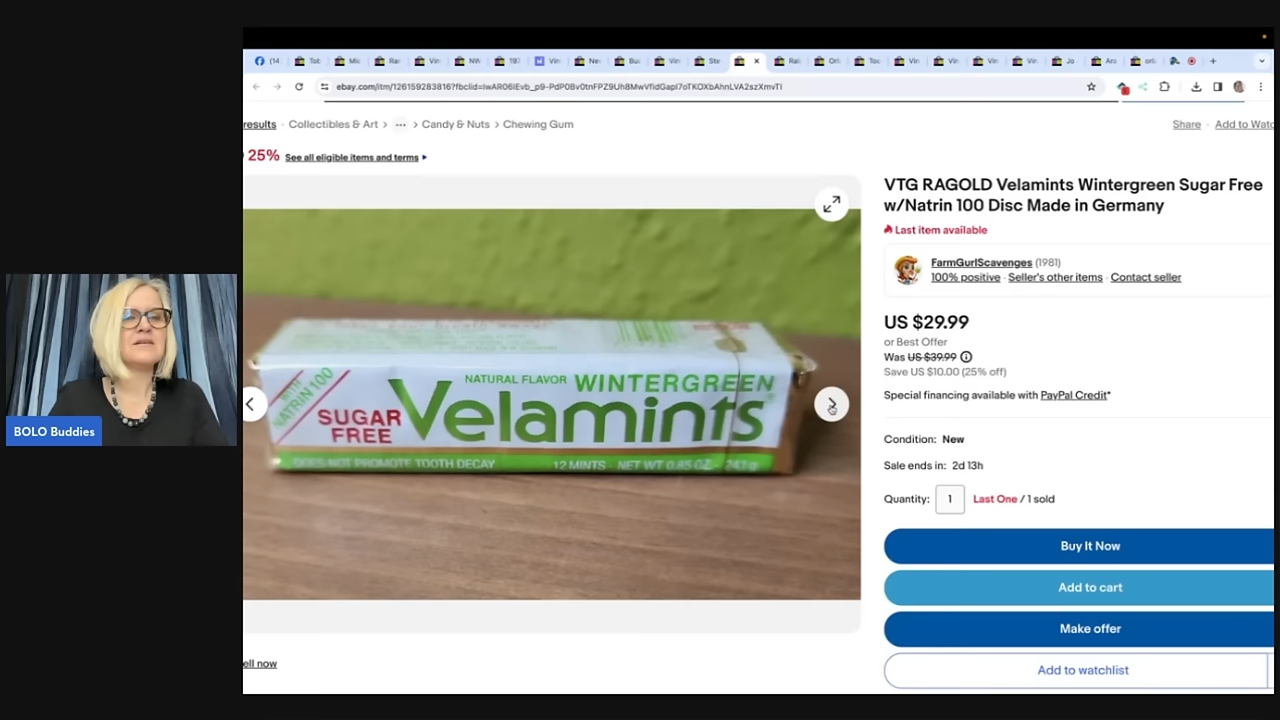 ebay.com/itm/126159283816?fbclid=IwAR06IEvb_p9-PdP0Bv0tnFPZ9Uh8MwVfidGapI7oTKOXbAhnLVA2szXmvTI
results Collectibles & Art > ... > Candy & Nuts > Chewing Gum
Share Add to Watc
25% See all eligible items and terms
VTG RAGOLD Velamints Wintergreen Sugar Free
w/Natrin 100 Disc Made in Germany
Last item available
FarmGurlScavenges (1981)
100% positive · Seller's other items · Contact seller
US $29.99
or Best Offer
Was US $39.99
Save US $10.00 (25% off)
Special financing available with PayPal Credit*
Condition: New
Sale ends in: 2d 13h
Quantity: 1 Last One / 1 sold
Buy It Now
Add to cart
Make offer
Add to watchlist
WITH
NATRIN 100
NATURAL FLAVOR WINTERGREEN
SUGAR
FREE
Velamints®
DOES NOT PROMOTE TOOTH DECAY 12 MINTS · NET WT 0.85 OZ
BOLO Buddies
ell now